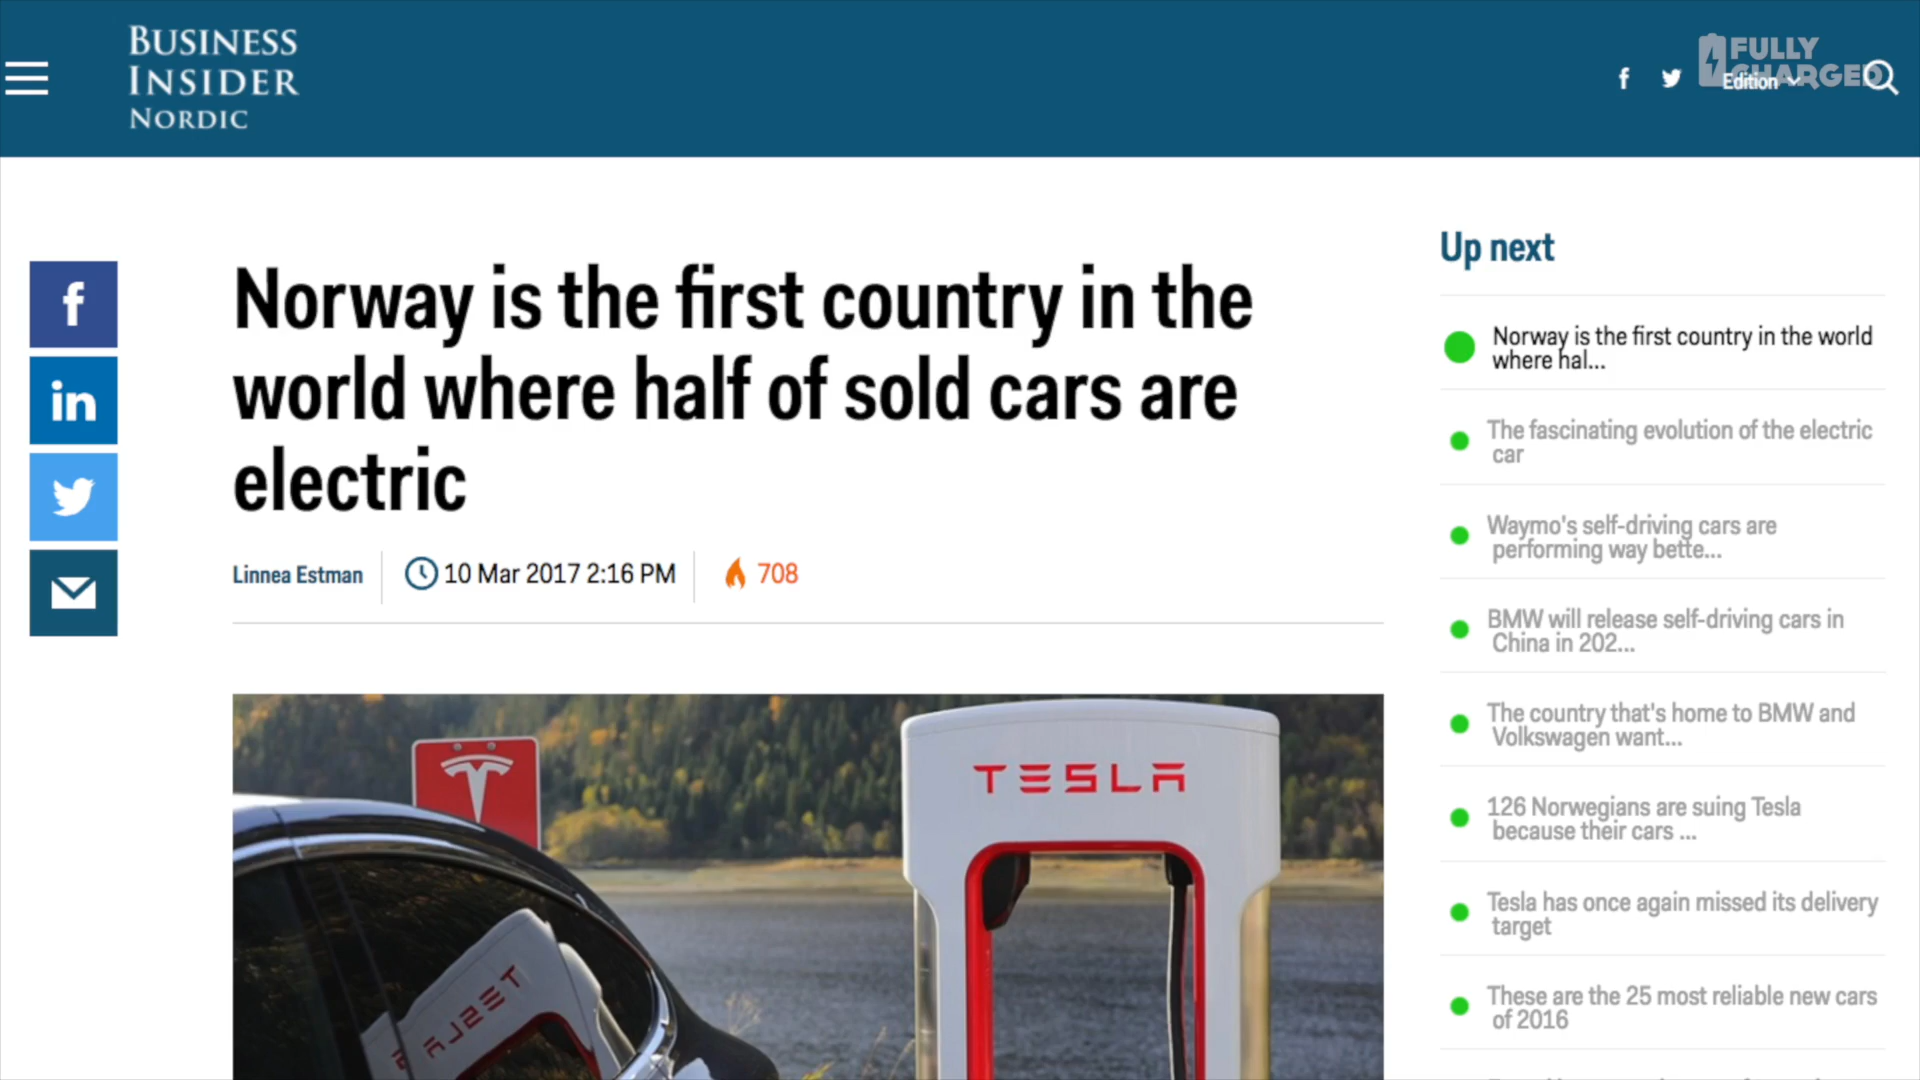 BUSINESS
INSIDER
NORDIC
Edition
FULLY
CHARGED
Norway is the first country in the
world where half of sold cars are
electric
Linnea Estman
10 Mar 2017 2:16 PM
708
TESLA
TESLA
Up next
Norway is the first country in the world
where hal...
The fascinating evolution of the electric
car
Waymo's self-driving cars are
performing way bette...
BMW will release self-driving cars in
China in 202...
The country that's home to BMW and
Volkswagen want...
126 Norwegians are suing Tesla
because their cars ...
Tesla has once again missed its delivery
target
These are the 25 most reliable new cars
of 2016